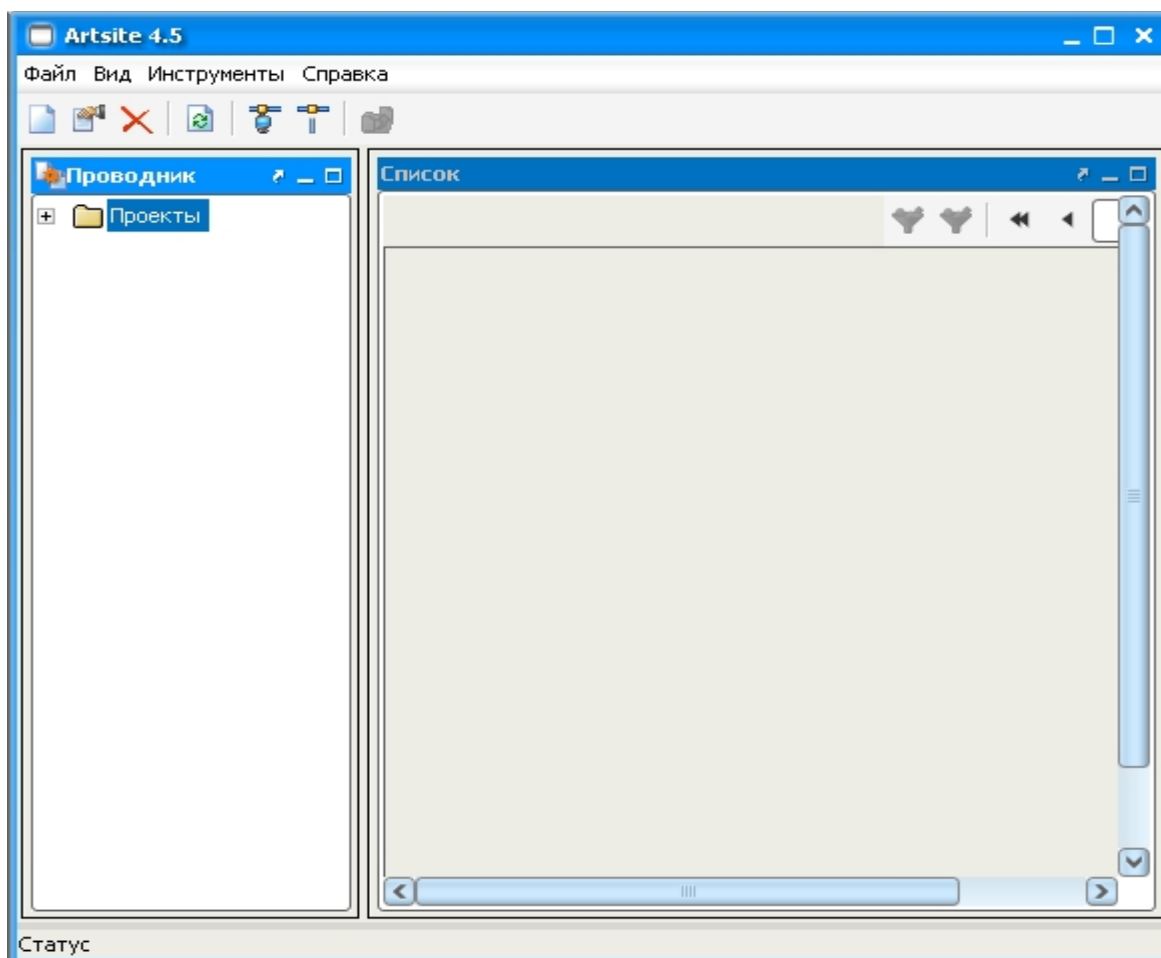 Artsite 4.5
Файл Вид Инструменты Справка
Проводник
Список
Проекты
Статус